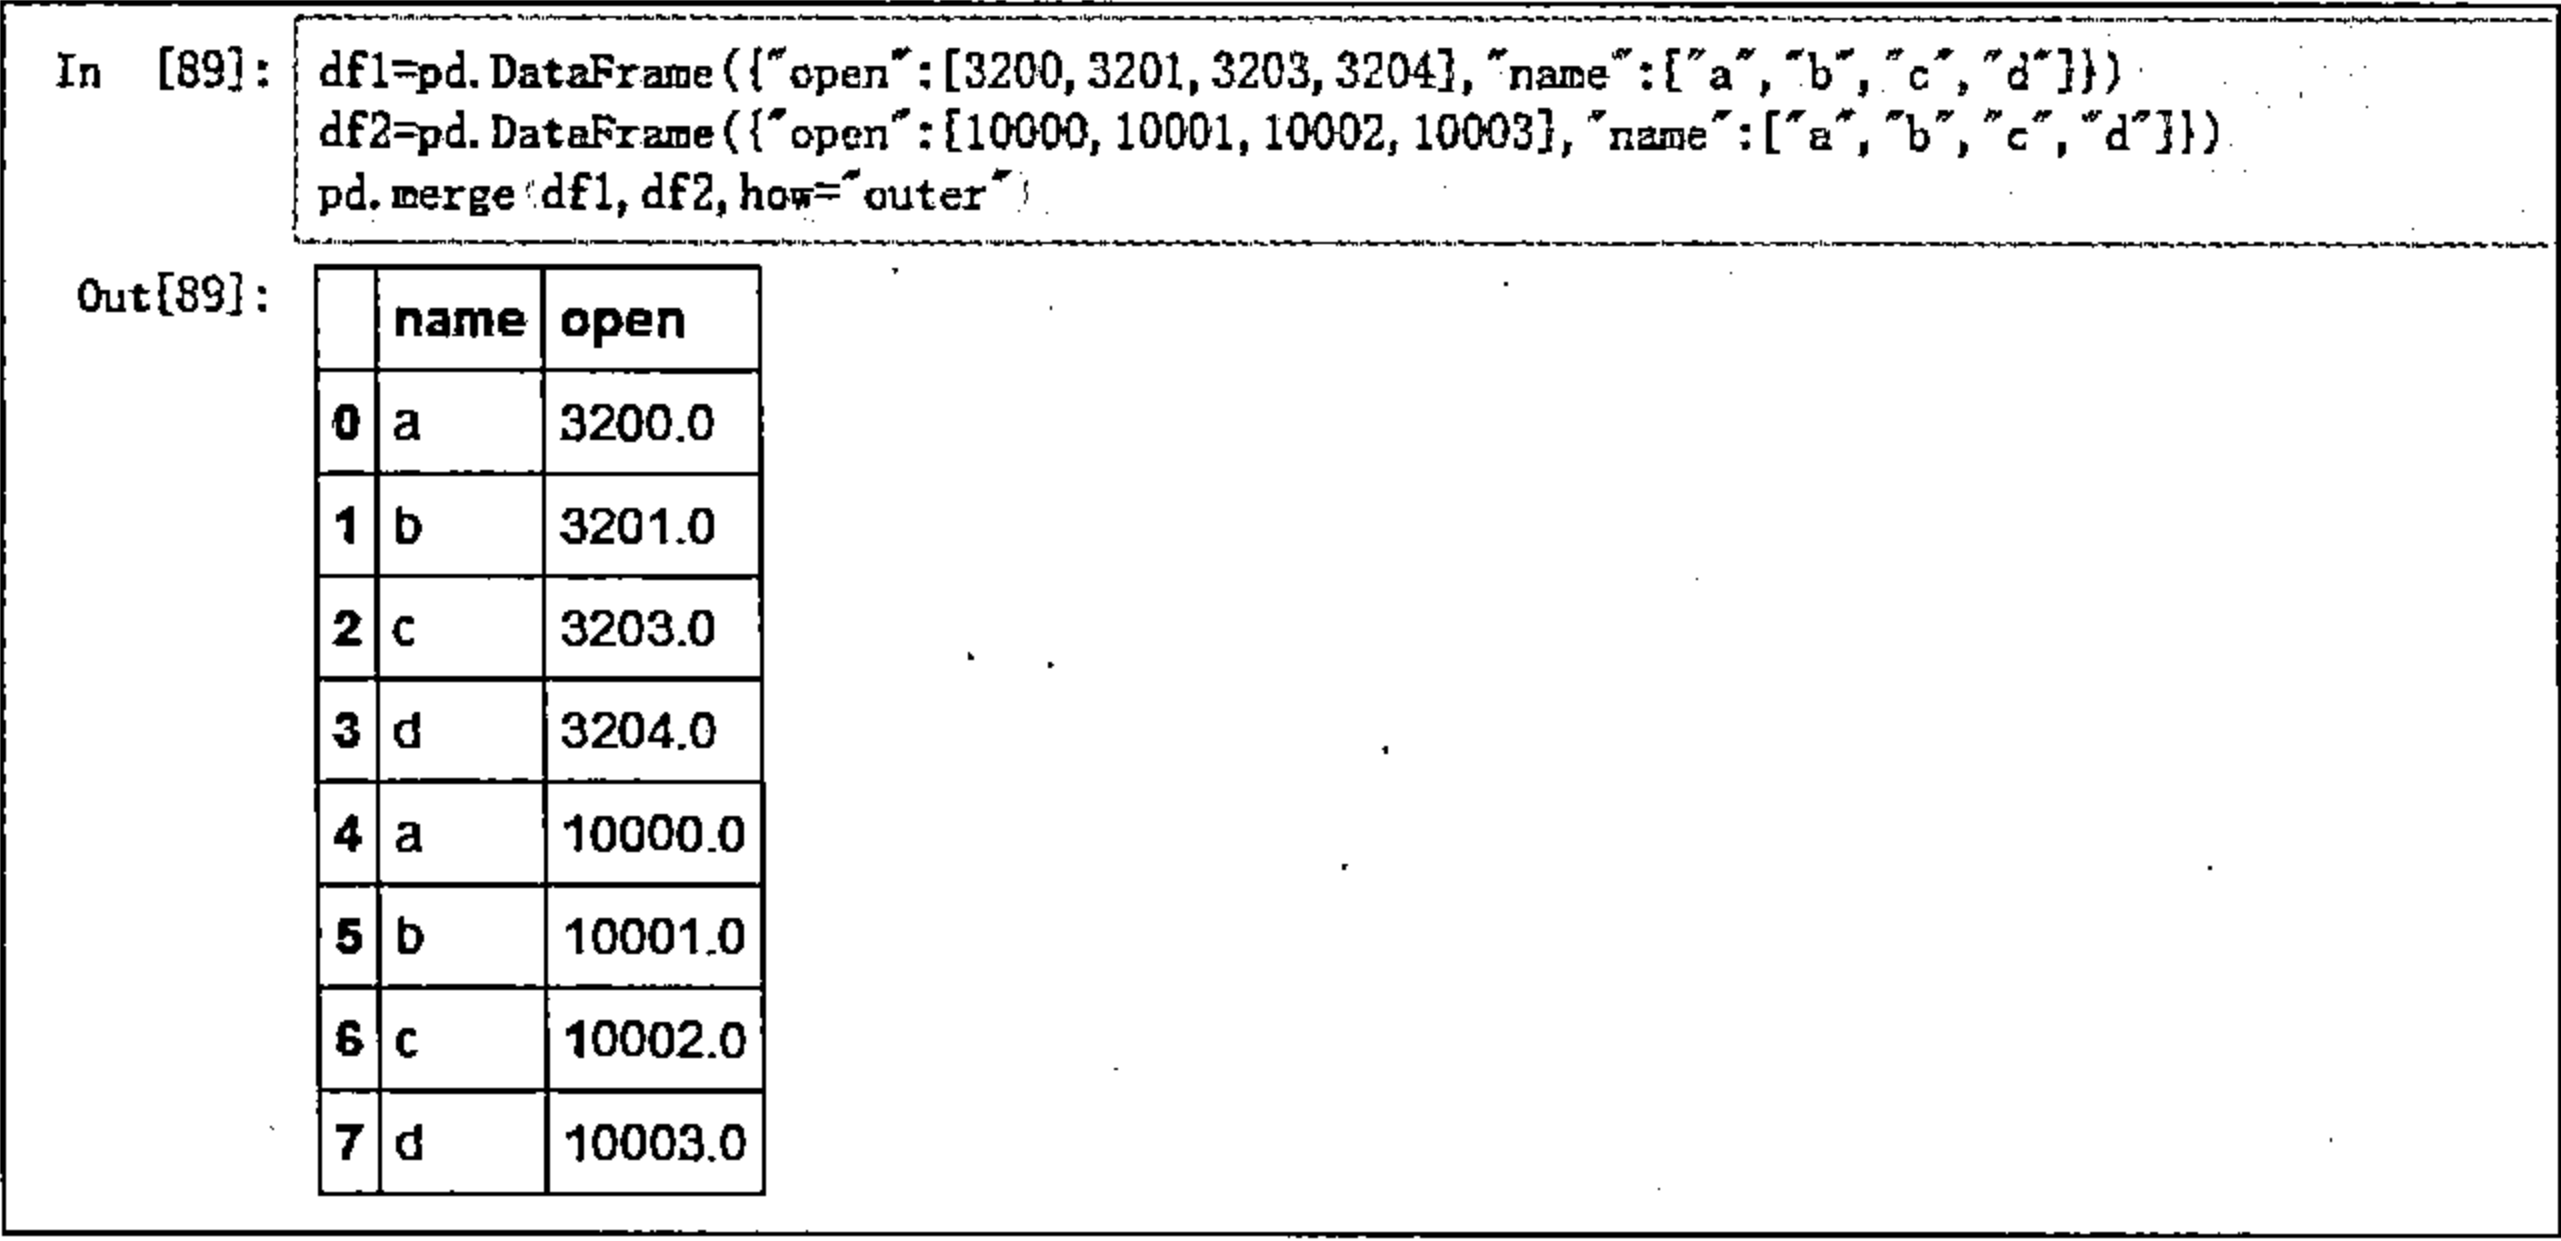 In [89]: df1=pd.DataFrame({"open":[3200,3201,3203,3204],"name":["a","b","c","d"]})
df2=pd.DataFrame({"open":[10000,10001,10002,10003],"name":["a","b","c","d"]})
pd.merge(df1,df2,how="outer")
Out[89]:
name open
0 a 3200.0
1 b 3201.0
2 c 3203.0
3 d 3204.0
4 a 10000.0
5 b 10001.0
6 c 10002.0
7 d 10003.0